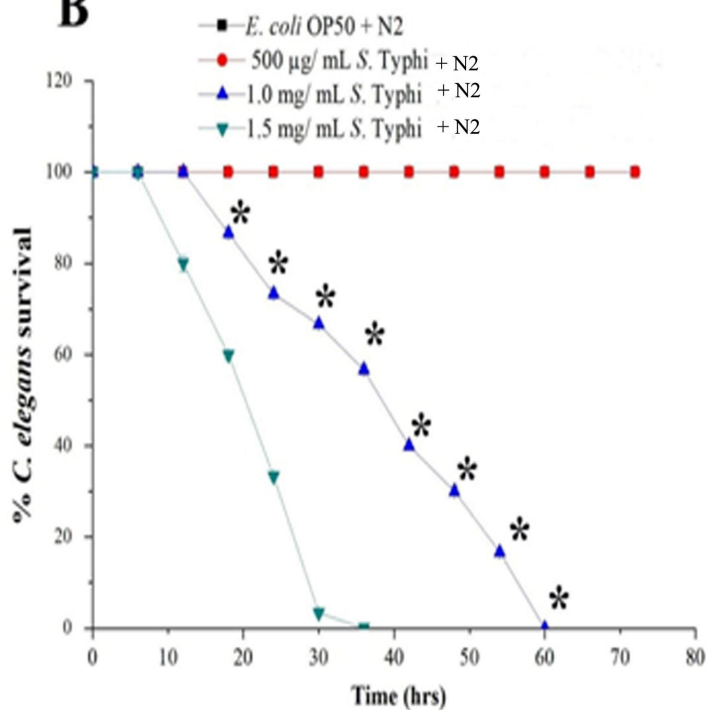 B
E. coli OP50 + N2
500 µg/ mL S. Typhi + N2
1.0 mg/ mL S. Typhi + N2
1.5 mg/ mL S. Typhi + N2
120
100
80
60
40
20
0
% C. elegans survival
* * * * * * * *
0 10 20 30 40 50 60 70 80
Time (hrs)